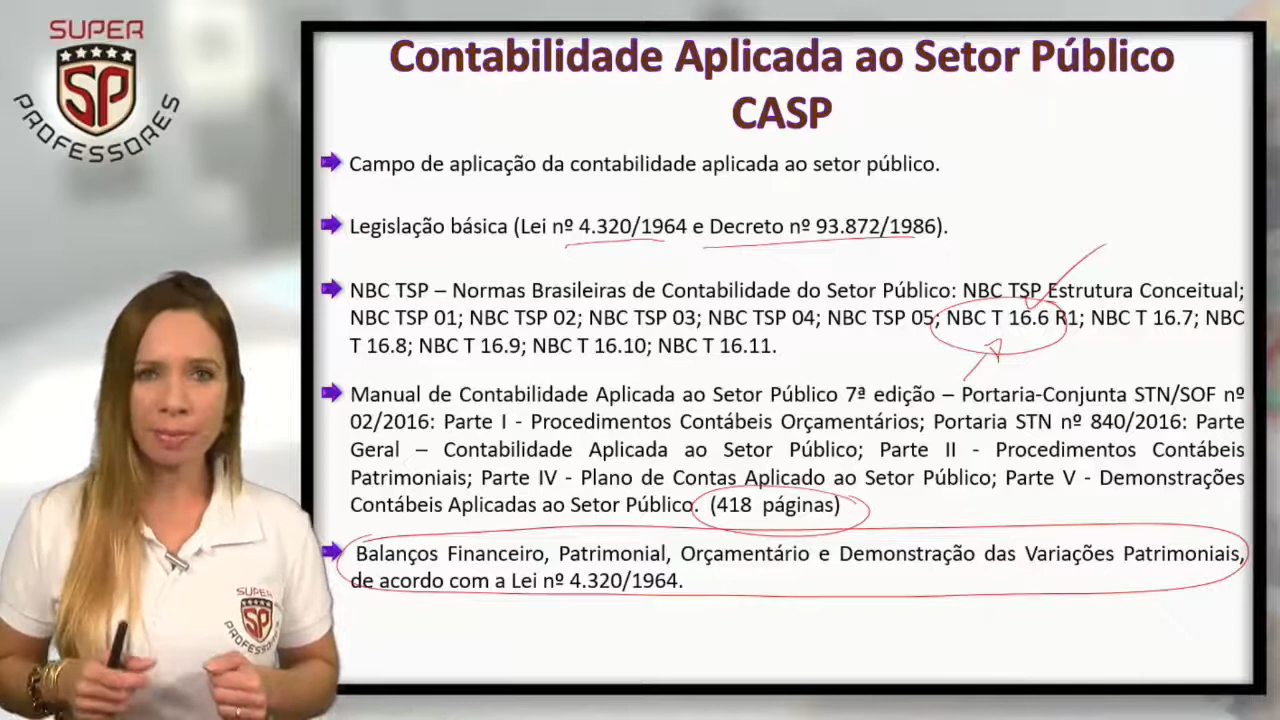 SUPER
SP
PROFESSORES
Contabilidade Aplicada ao Setor Público
CASP
Campo de aplicação da contabilidade aplicada ao setor público.
Legislação básica (Lei nº 4.320/1964 e Decreto nº 93.872/1986).
NBC TSP – Normas Brasileiras de Contabilidade do Setor Público: NBC TSP Estrutura Conceitual;
NBC TSP 01; NBC TSP 02; NBC TSP 03; NBC TSP 04; NBC TSP 05; NBC T 16.6 R1; NBC T 16.7; NBC
T 16.8; NBC T 16.9; NBC T 16.10; NBC T 16.11.
Manual de Contabilidade Aplicada ao Setor Público 7ª edição – Portaria-Conjunta STN/SOF nº
02/2016: Parte I - Procedimentos Contábeis Orçamentários; Portaria STN nº 840/2016: Parte
Geral – Contabilidade Aplicada ao Setor Público; Parte II - Procedimentos Contábeis
Patrimoniais; Parte IV - Plano de Contas Aplicado ao Setor Público; Parte V - Demonstrações
Contábeis Aplicadas ao Setor Público. (418 páginas)
Balanços Financeiro, Patrimonial, Orçamentário e Demonstração das Variações Patrimoniais,
de acordo com a Lei nº 4.320/1964.
SUPER
SP
PROFESSORES